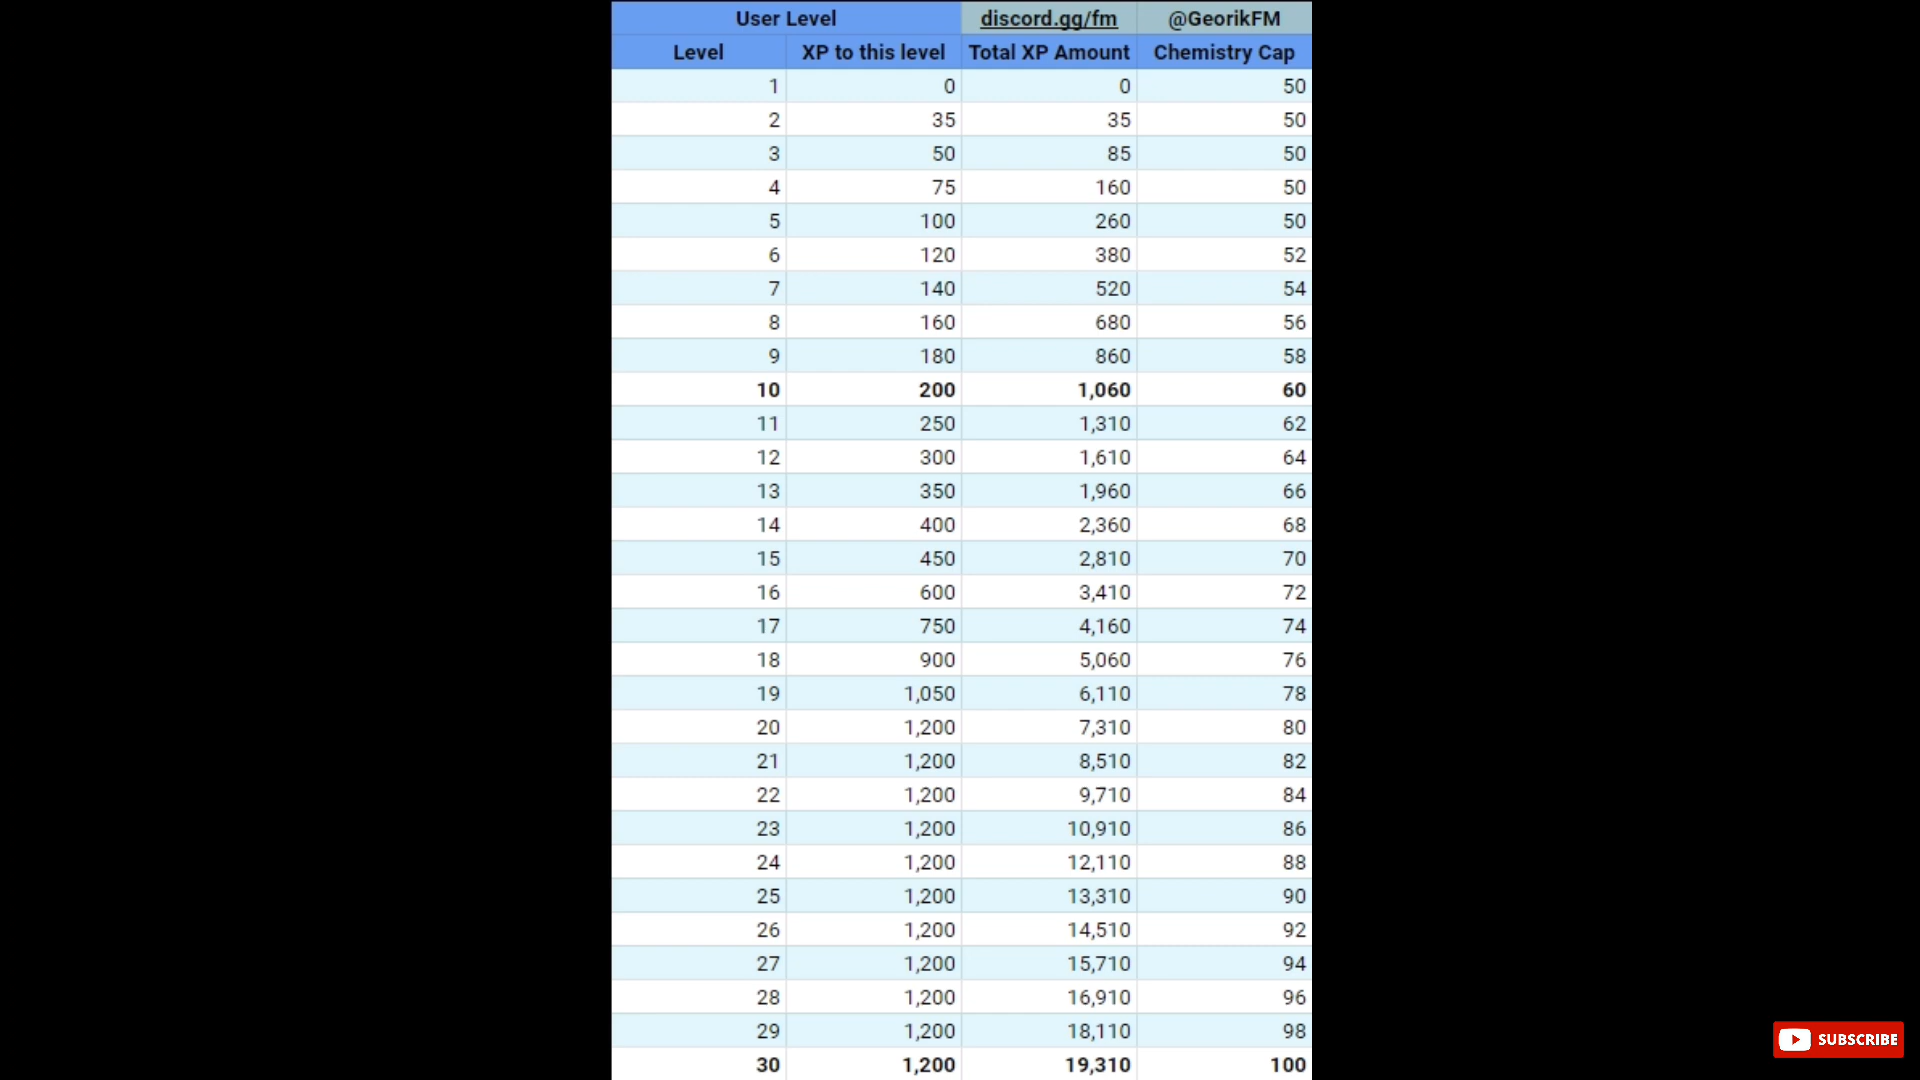 User Level discord.gg/fm @GeorikFM
Level XP to this level Total XP Amount Chemistry Cap
1 0 0 50
2 35 35 50
3 50 85 50
4 75 160 50
5 100 260 50
6 120 380 52
7 140 520 54
8 160 680 56
9 180 860 58
10 200 1,060 60
11 250 1,310 62
12 300 1,610 64
13 350 1,960 66
14 400 2,360 68
15 450 2,810 70
16 600 3,410 72
17 750 4,160 74
18 900 5,060 76
19 1,050 6,110 78
20 1,200 7,310 80
21 1,200 8,510 82
22 1,200 9,710 84
23 1,200 10,910 86
24 1,200 12,110 88
25 1,200 13,310 90
26 1,200 14,510 92
27 1,200 15,710 94
28 1,200 16,910 96
29 1,200 18,110 98
30 1,200 19,310 100
SUBSCRIBE